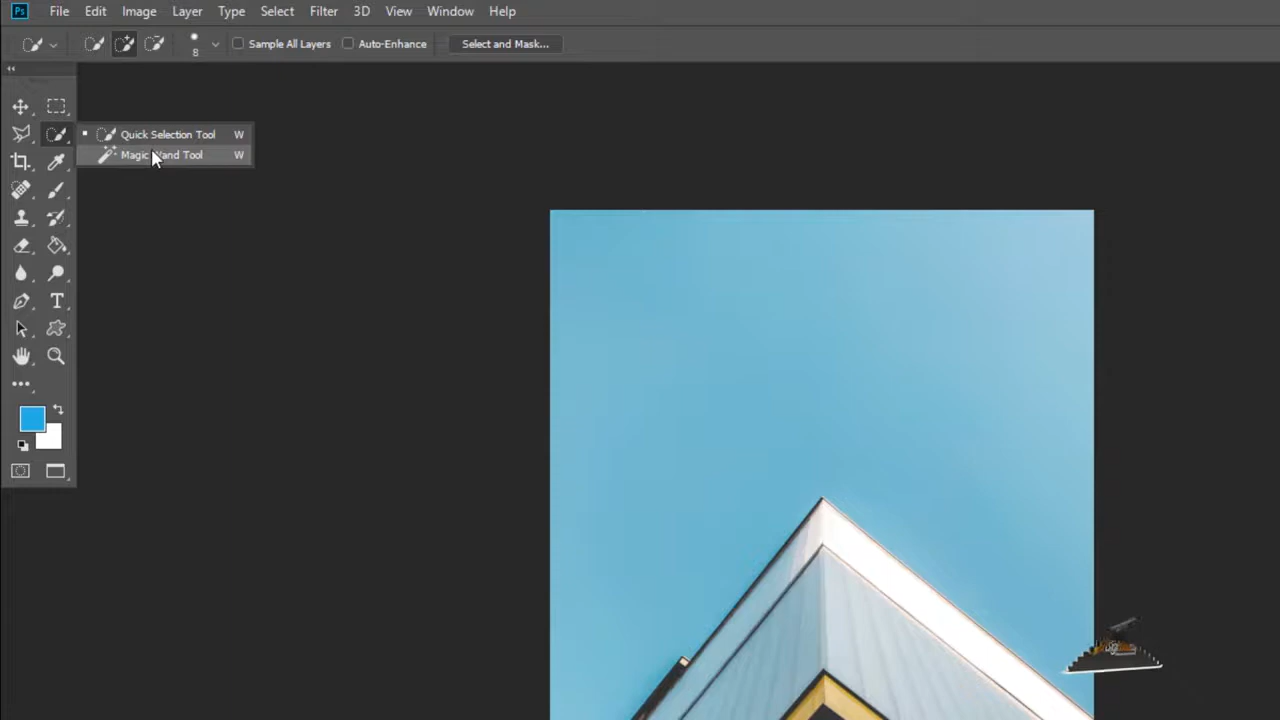 Ps File Edit Image Layer Type Select Filter 3D View Window Help
8 Sample All Layers Auto-Enhance Select and Mask...
Quick Selection Tool W
Magic Wand Tool W
T